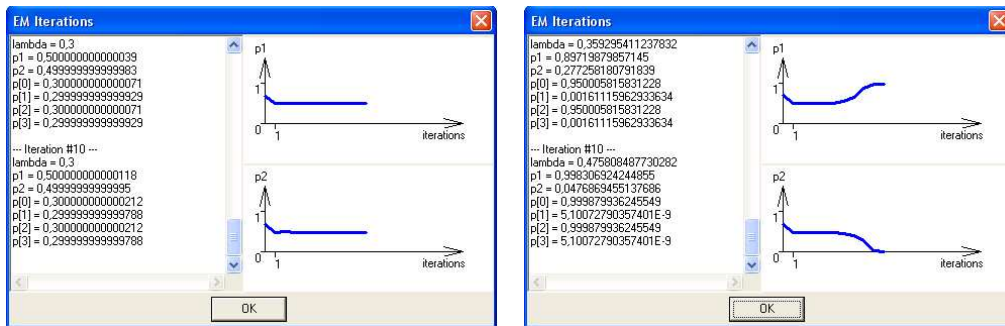 EM Iterations
lambda = 0,3
p1 = 0,500000000000039
p2 = 0,499999999999983
p[0] = 0,300000000000071
p[1] = 0,299999999999929
p[2] = 0,300000000000071
p[3] = 0,299999999999929
--- Iteration #10 ---
lambda = 0,3
p1 = 0,500000000000118
p2 = 0,49999999999995
p[0] = 0,300000000000212
p[1] = 0,299999999999788
p[2] = 0,300000000000212
p[3] = 0,299999999999788
p1
1
0
1
iterations
p2
1
0
1
iterations
OK
EM Iterations
lambda = 0,359295411237832
p1 = 0,89719879857145
p2 = 0,277258180791839
p[0] = 0,950005815831228
p[1] = 0,00161115962933634
p[2] = 0,950005815831228
p[3] = 0,00161115962933634
--- Iteration #10 ---
lambda = 0,475808487730282
p1 = 0,998306924244855
p2 = 0,0476869455137686
p[0] = 0,999879936245549
p[1] = 5,10072790357401E-9
p[2] = 0,999879936245549
p[3] = 5,10072790357401E-9
p1
1
0
1
iterations
p2
1
0
1
iterations
OK